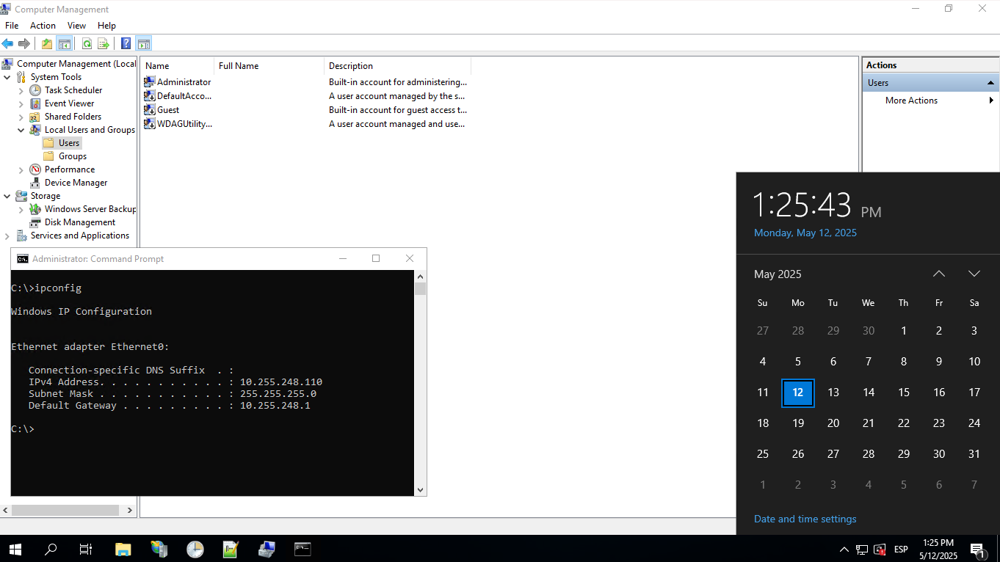 Computer Management
File Action View Help
Computer Management (Local
System Tools
Task Scheduler
Event Viewer
Shared Folders
Local Users and Groups
Users
Groups
Performance
Device Manager
Storage
Windows Server Backup
Disk Management
Services and Applications
Name Full Name Description
Administrator Built-in account for administering...
DefaultAcco... A user account managed by the s...
Guest Built-in account for guest access t...
WDAGUtility... A user account managed and use...
Actions
Users
More Actions
Administrator: Command Prompt
C:\>ipconfig
Windows IP Configuration
Ethernet adapter Ethernet0:
Connection-specific DNS Suffix . :
IPv4 Address. . . . . . . . . . . : 10.255.248.110
Subnet Mask . . . . . . . . . . . : 255.255.255.0
Default Gateway . . . . . . . . . : 10.255.248.1
C:\>
1:25:43 PM
Monday, May 12, 2025
May 2025
Su Mo Tu We Th Fr Sa
27 28 29 30 1 2 3
4 5 6 7 8 9 10
11 12 13 14 15 16 17
18 19 20 21 22 23 24
25 26 27 28 29 30 31
1 2 3 4 5 6 7
Date and time settings
ESP
1:25 PM
5/12/2025
1